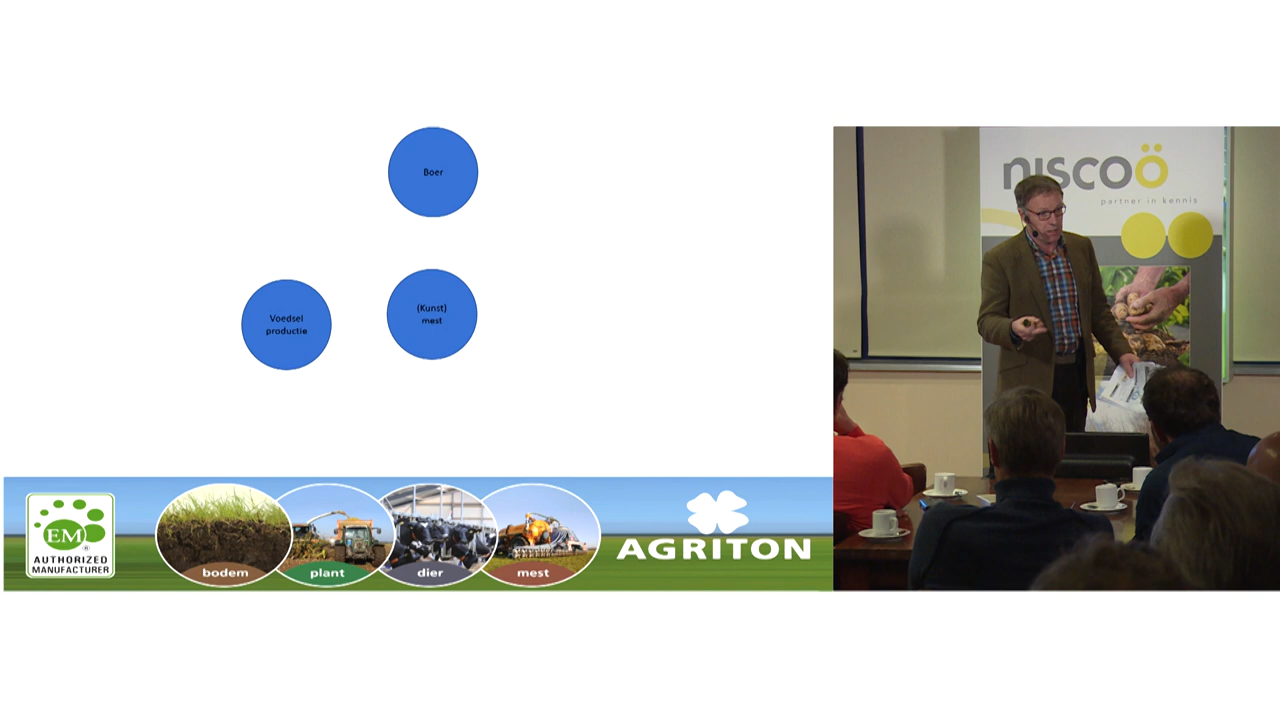 Boer
Voedsel
productie
(Kunst)
mest
EM
®
AUTHORIZED
MANUFACTURER
bodem
plant
dier
mest
AGRITON
niscoö
partner in kennis